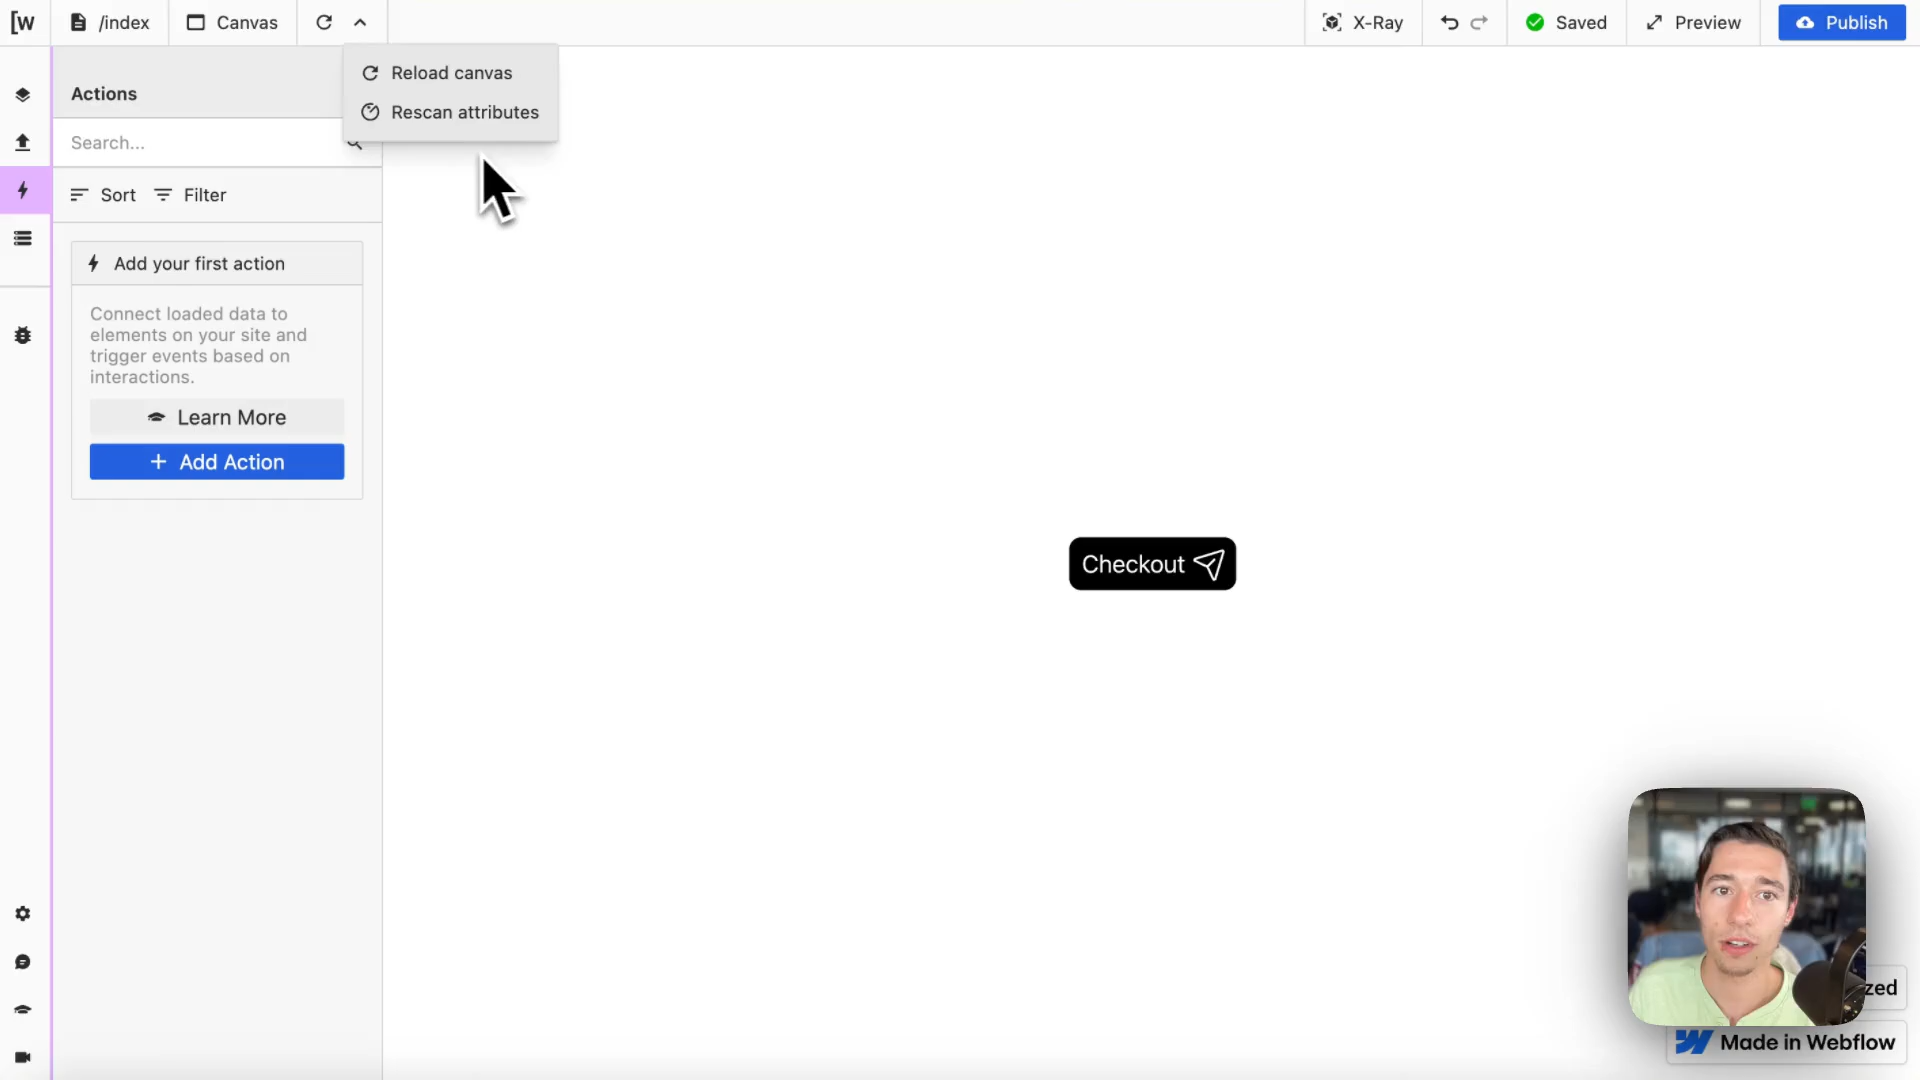 [w
/index
Canvas
X-Ray
Saved
Preview
Publish
Reload canvas
Rescan attributes
Actions
Search...
Sort
Filter
Add your first action
Connect loaded data to
elements on your site and
trigger events based on
interactions.
Learn More
+ Add Action
Checkout
Made in Webflow